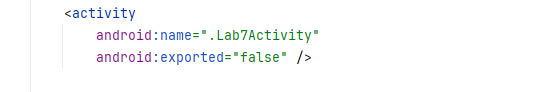 <activity
android:name=".Lab7Activity"
android:exported="false" />